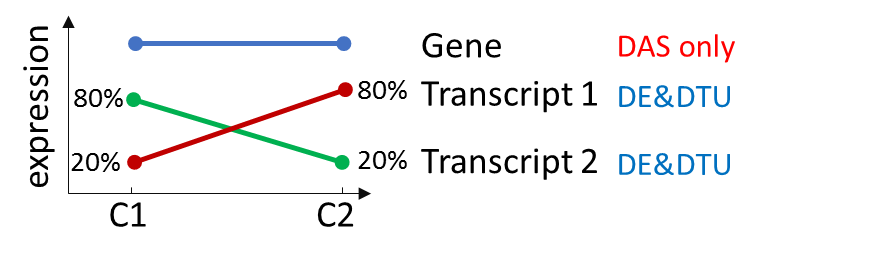 expression
Gene DAS only
80% 80% Transcript 1 DE&DTU
20% 20% Transcript 2 DE&DTU
C1 C2